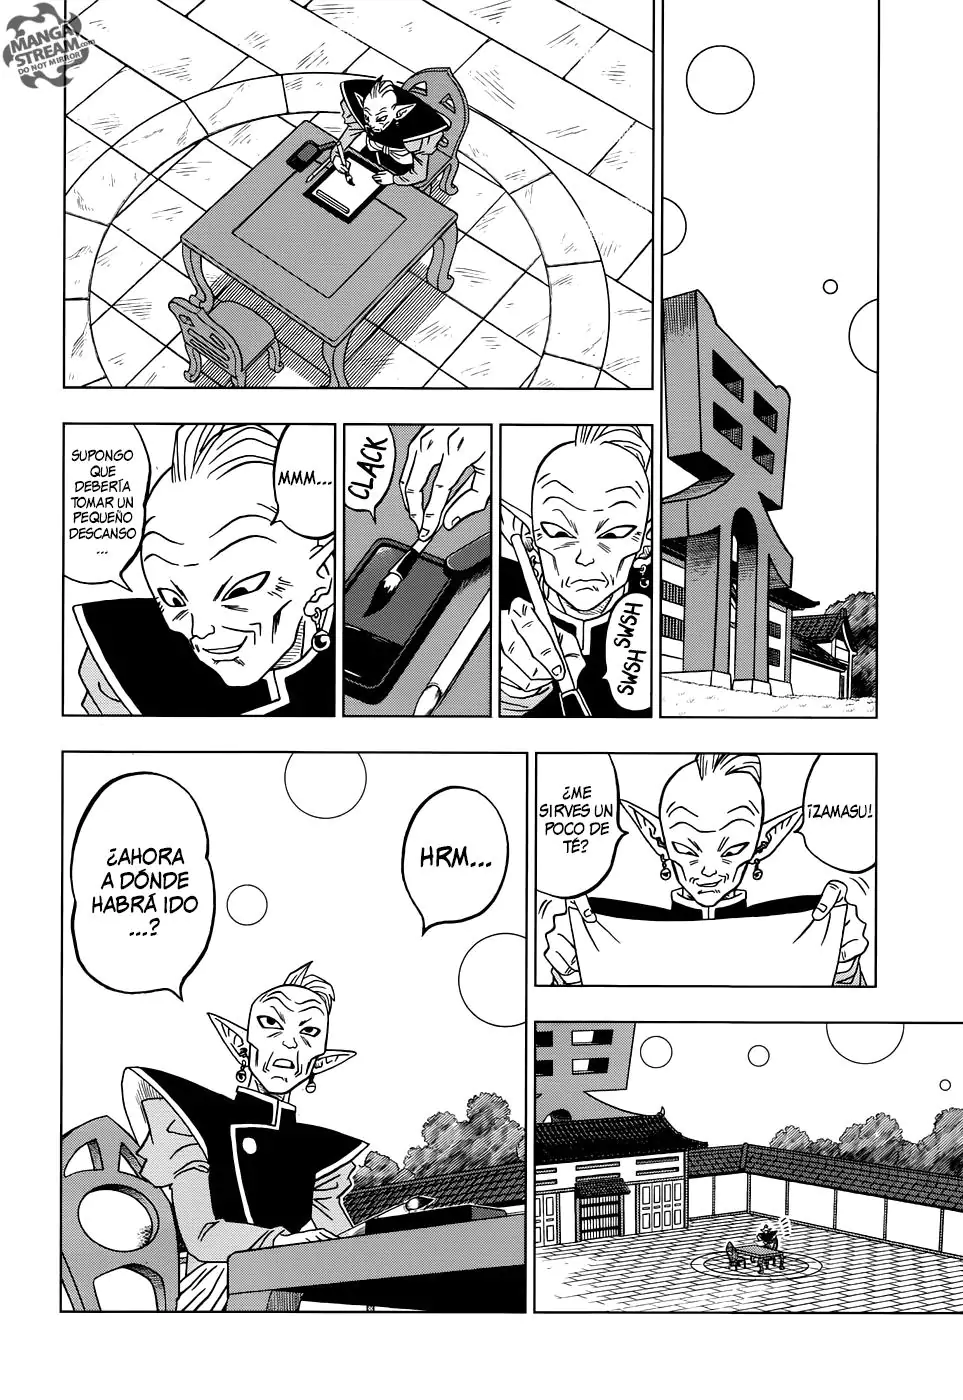 MANGA
STREAM.com
DO NOT MIRROR
SWSH
SWSH
CLACK
MMM...
SUPONGO
QUE
DEBERÍA
TOMAR UN
PEQUEÑO
DESCANSO
...
¡ZAMASU!
¿ME
SIRVES UN
POCO DE
TÉ?
HRM...
¿AHORA
A DÓNDE
HABRÁ IDO
...?